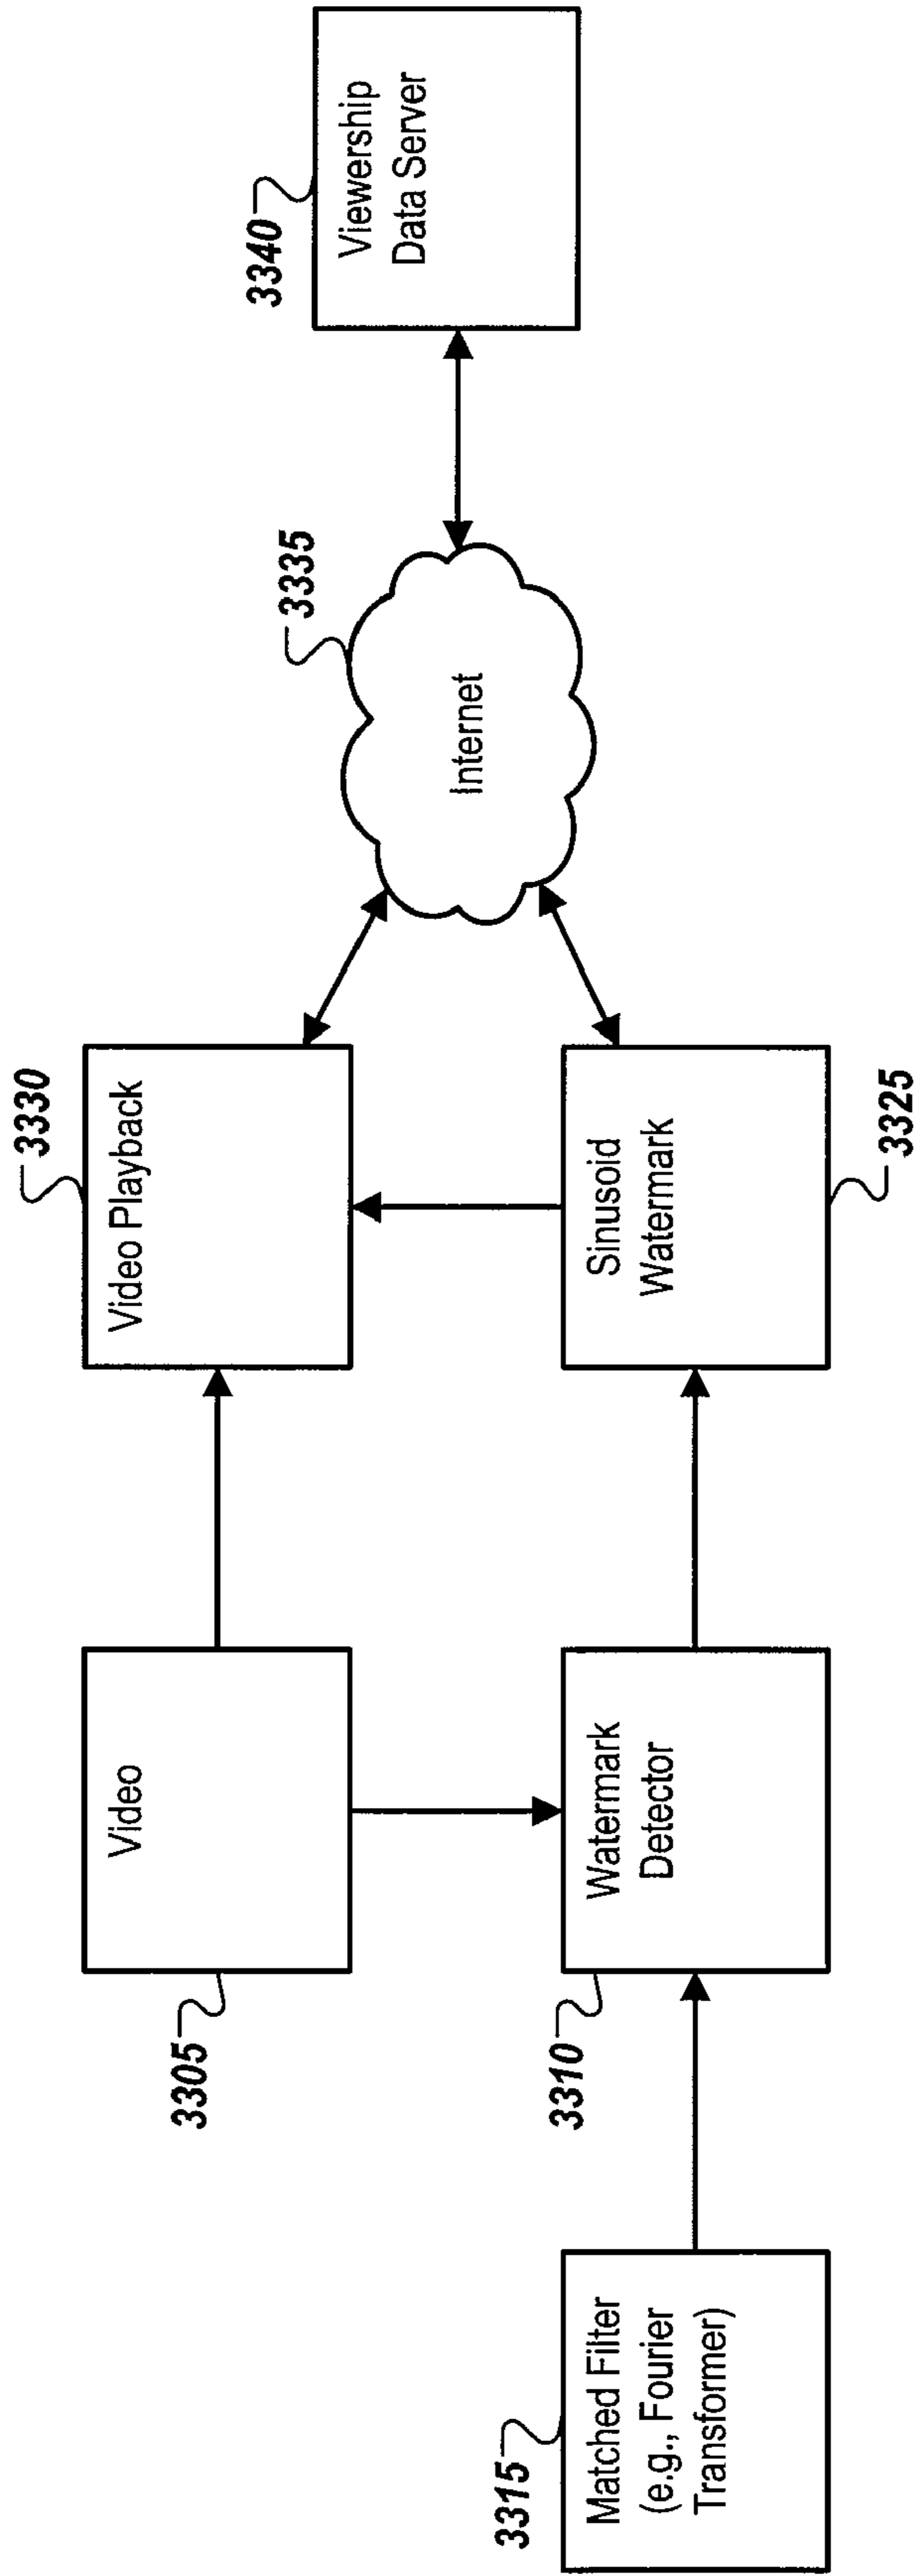 3305
Video
3330
Video Playback
3335
Internet
3340
Viewership
Data Server
3315
Matched Filter
(e.g., Fourier
Transformer)
3310
Watermark
Detector
Sinusoid
Watermark
3325